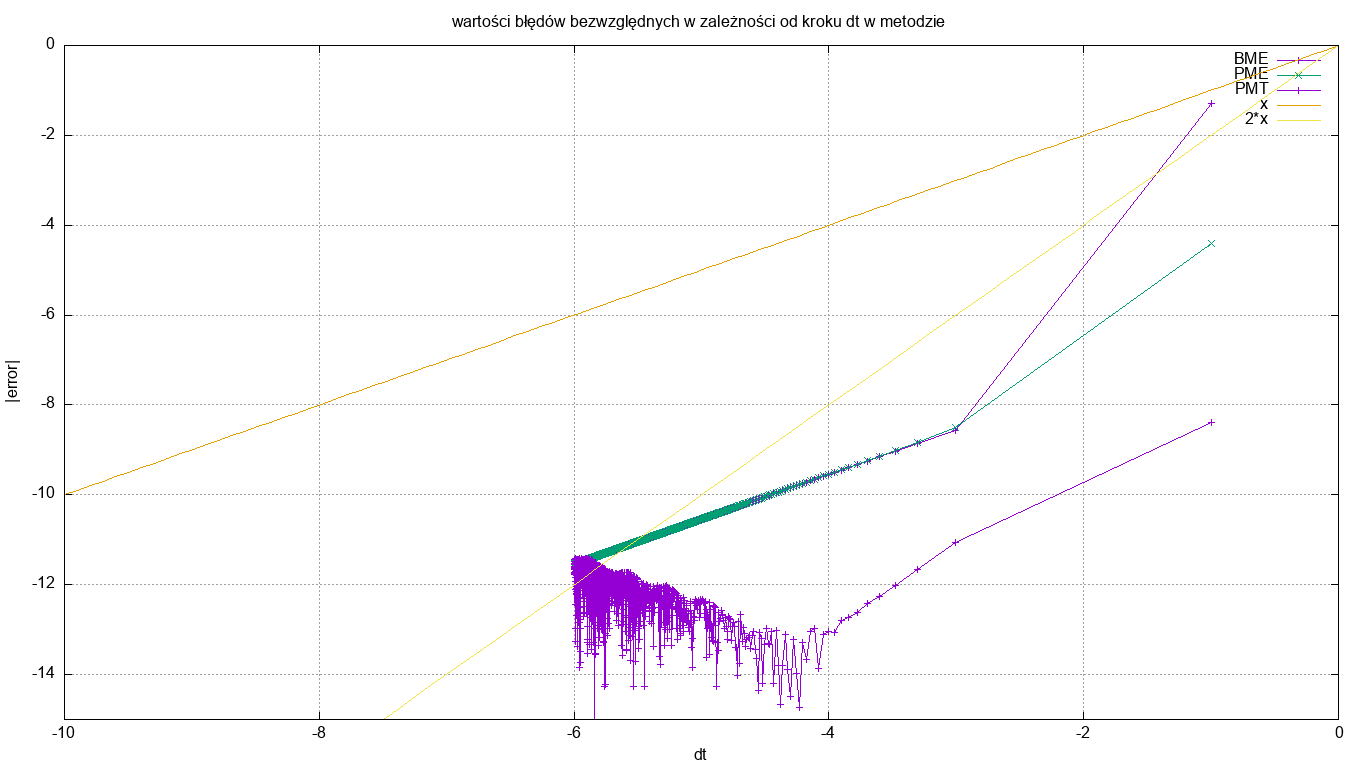 wartości błędów bezwzględnych w zależności od kroku dt w metodzie
BME
PME
PMT
x
2*x
0
-2
-4
-6
-8
-10
-12
-14
|error|
-10 -8 -6 -4 -2 0
dt